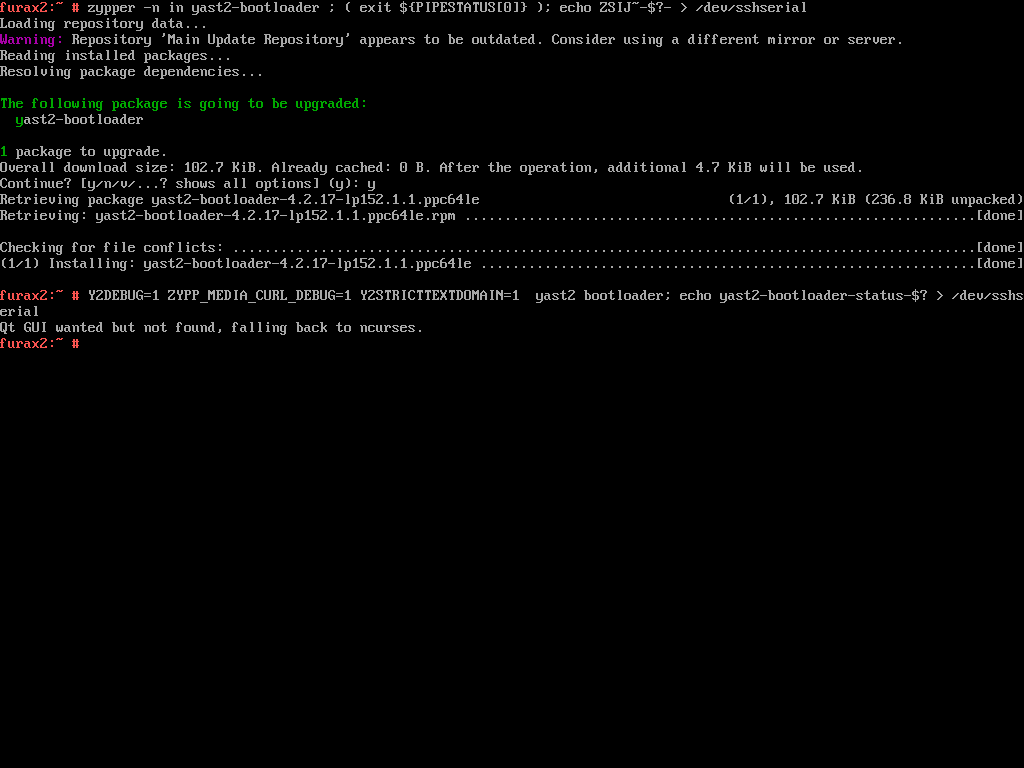 furax2:~ # zypper -n in yast2-bootloader ; ( exit ${PIPESTATUS[0]} ); echo ZSIJ~-$?- > /dev/sshserial
Loading repository data...
Warning: Repository 'Main Update Repository' appears to be outdated. Consider using a different mirror or server.
Reading installed packages...
Resolving package dependencies...
The following package is going to be upgraded:
  yast2-bootloader
1 package to upgrade.
Overall download size: 102.7 KiB. Already cached: 0 B. After the operation, additional 4.7 KiB will be used.
Continue? [y/n/v/...? shows all options] (y): y
Retrieving package yast2-bootloader-4.2.17-lp152.1.1.ppc64le                               (1/1), 102.7 KiB (236.8 KiB unpacked)
Retrieving: yast2-bootloader-4.2.17-lp152.1.1.ppc64le.rpm ................................................................[done]
Checking for file conflicts: .............................................................................................[done]
(1/1) Installing: yast2-bootloader-4.2.17-lp152.1.1.ppc64le ..............................................................[done]
furax2:~ # Y2DEBUG=1 ZYPP_MEDIA_CURL_DEBUG=1 Y2STRICTTEXTDOMAIN=1  yast2 bootloader; echo yast2-bootloader-status-$? > /dev/sshs
erial
Qt GUI wanted but not found, falling back to ncurses.
furax2:~ #